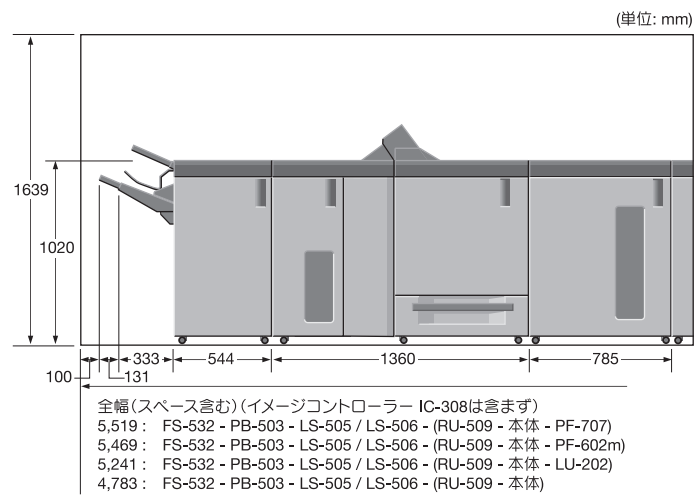 (単位: mm)
1639
1020
333
544
1360
785
100
131
全幅（スペース含む）（イメージコントローラー IC-308は含まず）
5,519 : FS-532 - PB-503 - LS-505 / LS-506 - (RU-509 - 本体 - PF-707)
5,469 : FS-532 - PB-503 - LS-505 / LS-506 - (RU-509 - 本体 - PF-602m)
5,241 : FS-532 - PB-503 - LS-505 / LS-506 - (RU-509 - 本体 - LU-202)
4,783 : FS-532 - PB-503 - LS-505 / LS-506 - (RU-509 - 本体)